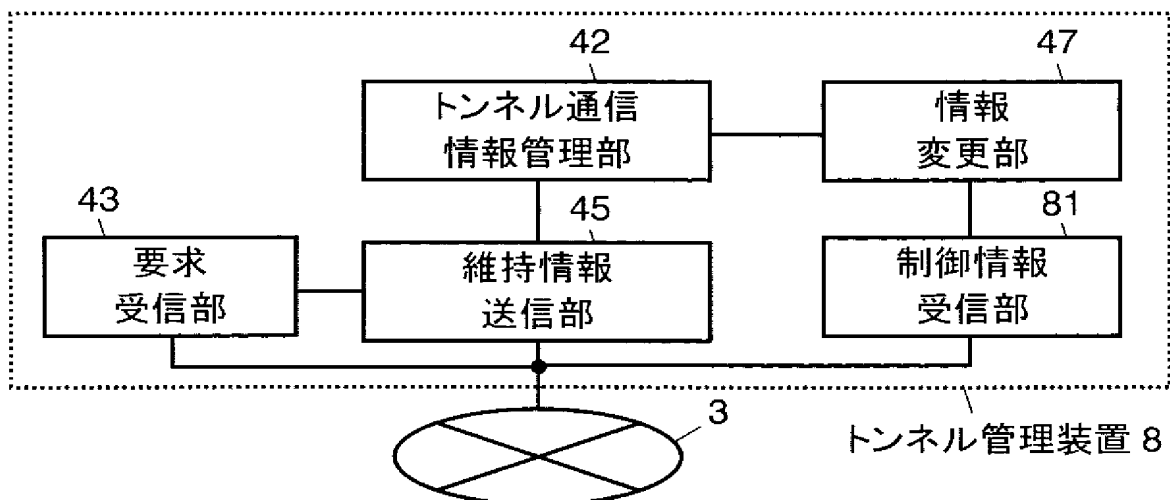 42
トンネル通信
情報管理部
47
情報
変更部
43
要求
受信部
45
維持情報
送信部
81
制御情報
受信部
3
トンネル管理装置 8